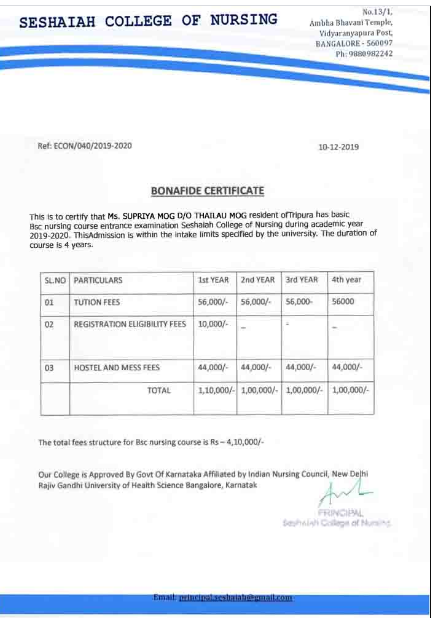 SESHAIAH COLLEGE OF NURSING
No.13/1,
Ambha Bhavani Temple,
Vidyaranyapura Post,
BANGALORE - 560097
Ph: 9880982242
Ref: ECON/040/2019-2020
10-12-2019
BONAFIDE CERTIFICATE
This is to certify that Ms. SUPRIYA MOG D/O THAILAU MOG resident ofTripura has basic
Bsc nursing course entrance examination Seshaiah College of Nursing during academic year
2019-2020. ThisAdmission is within the intake limits specified by the university. The duration of
course is 4 years.
SL.NO PARTICULARS 1st YEAR 2nd YEAR 3rd YEAR 4th year
01 TUTION FEES 56,000/- 56,000/- 56,000- 56000
02 REGISTRATION ELIGIBILITY FEES 10,000/- _ - _
03 HOSTEL AND MESS FEES 44,000/- 44,000/- 44,000/- 44,000/-
TOTAL 1,10,000/- 1,00,000/- 1,00,000/- 1,00,000/-
The total fees structure for Bsc nursing course is Rs – 4,10,000/-
Our College is Approved By Govt Of Karnataka Affiliated by Indian Nursing Council, New Delhi
Rajiv Gandhi University of Health Science Bangalore, Karnatak
PRINCIPAL
Seshaiah College of Nursing
Email: principal.seshaiah@gmail.com